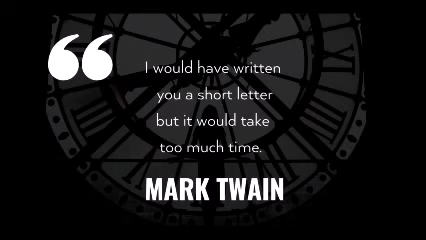 “
I would have written
you a short letter
but it would take
too much time.
MARK TWAIN